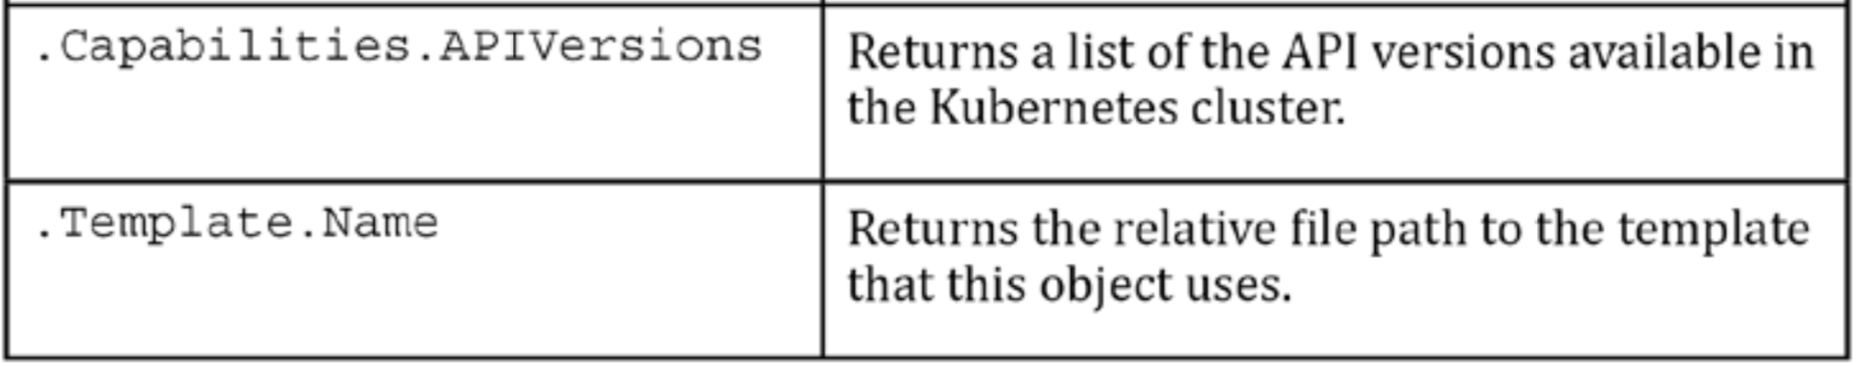 .Capabilities.APIVersions
Returns a list of the API versions available in
the Kubernetes cluster.
.Template.Name
Returns the relative file path to the template
that this object uses.